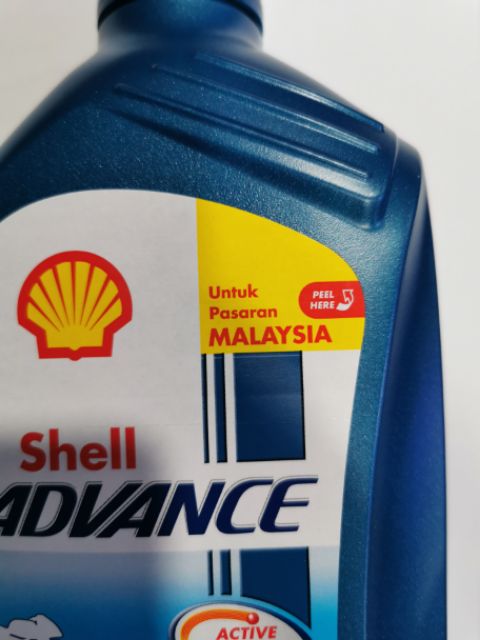 Untuk
Pasaran
MALAYSIA
PEEL
HERE
Shell
ADVANCE
ACTIVE